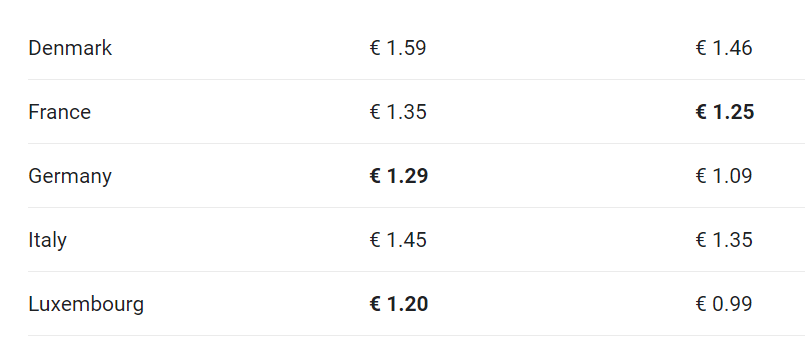 Denmark € 1.59 € 1.46
France € 1.35 € 1.25
Germany € 1.29 € 1.09
Italy € 1.45 € 1.35
Luxembourg € 1.20 € 0.99